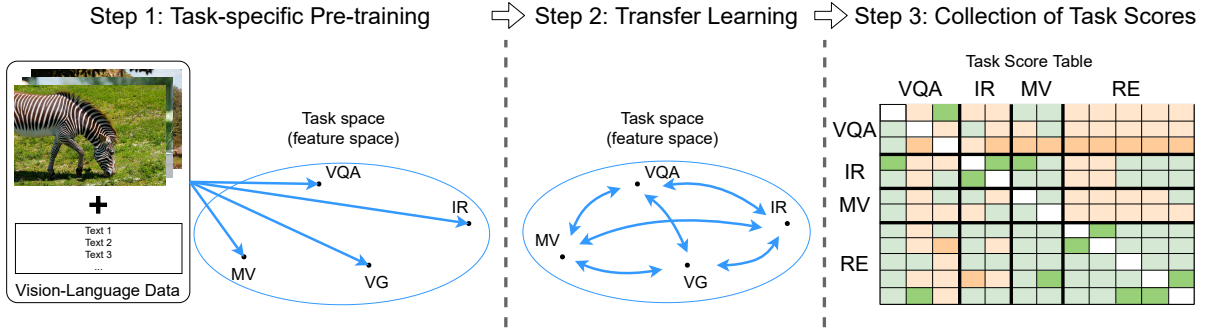 Step 1: Task-specific Pre-training
Step 2: Transfer Learning
Step 3: Collection of Task Scores
Text 1
Text 2
Text 3
...
Vision-Language Data
Task space
(feature space)
VQA
IR
MV
VG
Task space
(feature space)
VQA
IR
MV
VG
Task Score Table
VQA IR MV RE
VQA
IR
MV
RE